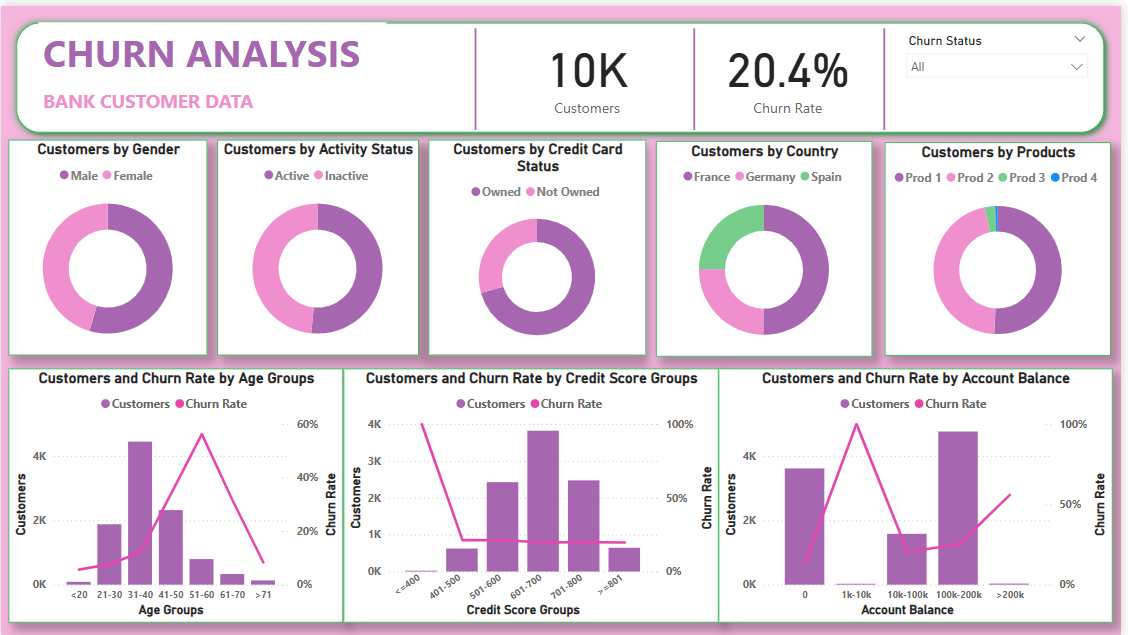 CHURN ANALYSIS
BANK CUSTOMER DATA
10K
Customers
20.4%
Churn Rate
Churn Status
All
Customers by Gender
Male Female
Customers by Activity Status
Active Inactive
Customers by Credit Card
Status
Owned Not Owned
Customers by Country
France Germany Spain
Customers by Products
Prod 1 Prod 2 Prod 3 Prod 4
Customers and Churn Rate by Age Groups
Customers Churn Rate
60%
4K
40%
2K
20%
0K
0%
Customers
Churn Rate
<20 21-30 31-40 41-50 51-60 61-70 >71
Age Groups
Customers and Churn Rate by Credit Score Groups
Customers Churn Rate
4K 100%
3K
2K 50%
1K
0K 0%
Customers
Churn Rate
<=400 401-500 501-600 601-700 701-800 >=801
Credit Score Groups
Customers and Churn Rate by Account Balance
Customers Churn Rate
100%
4K
50%
2K
0K 0%
Customers
Churn Rate
0 1k-10k 10k-100k 100k-200k >200k
Account Balance